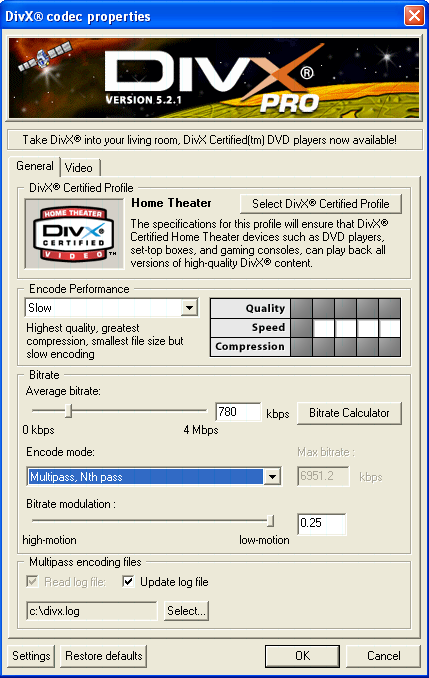 DivX® codec properties
DivX® PRO
VERSION 5.2.1
Take DivX® into your living room, DivX Certified(tm) DVD players now available!
General
Video
DivX® Certified Profile
HOME THEATER
DivX®
CERTIFIED
VIDEO™
Home Theater
Select DivX® Certified Profile
The specifications for this profile will ensure that DivX®
Certified Home Theater devices such as DVD players,
set-top boxes, and gaming consoles, can play back all
versions of high-quality DivX® content.
Encode Performance
Slow
Highest quality, greatest
compression, smallest file size but
slow encoding
Quality
Speed
Compression
Bitrate
Average bitrate:
780 kbps
Bitrate Calculator
0 kbps
4 Mbps
Encode mode:
Max bitrate :
Multipass, Nth pass
6951.2 kbps
Bitrate modulation :
0.25
high-motion
low-motion
Multipass encoding files
Read log file:
Update log file
c:\divx.log
Select...
Settings
Restore defaults
OK
Cancel